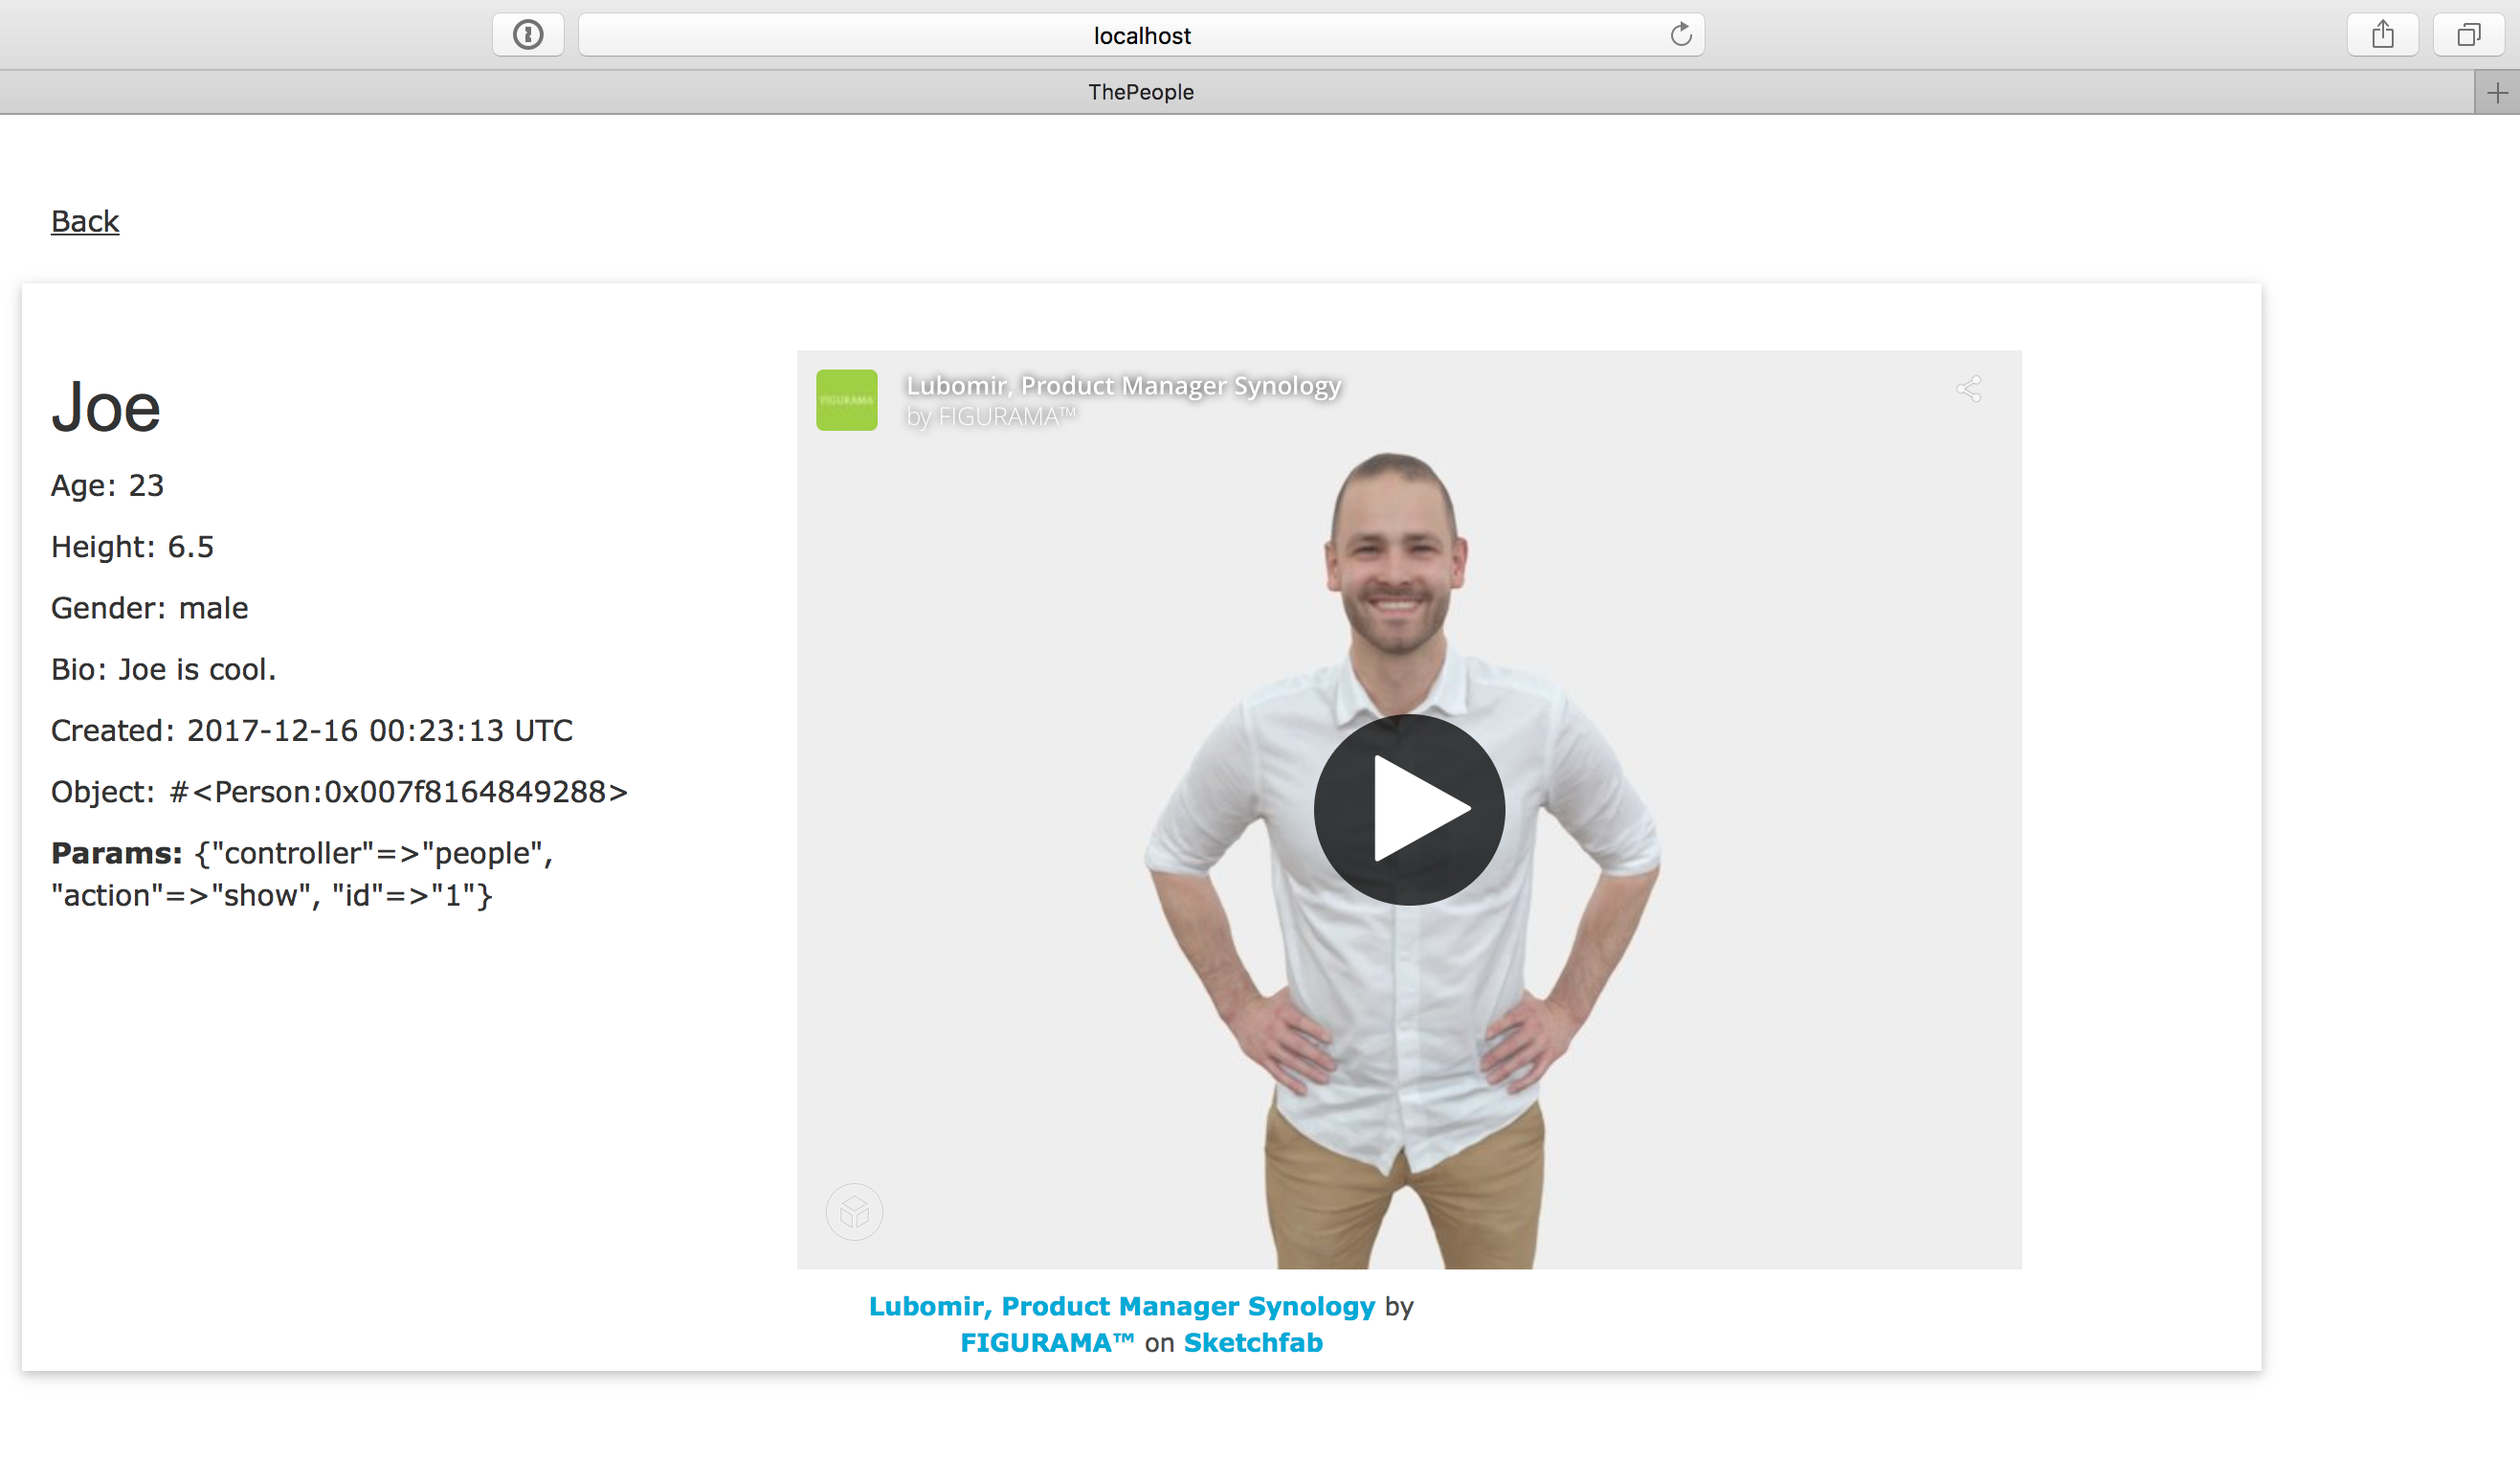 localhost
ThePeople
Back
Joe
Age: 23
Height: 6.5
Gender: male
Bio: Joe is cool.
Created: 2017-12-16 00:23:13 UTC
Object: #<Person:0x007f8164849288>
Params: {"controller"=>"people",
"action"=>"show", "id"=>"1"}
FIGURAMA
Lubomir, Product Manager Synology
by FIGURAMA™
Lubomir, Product Manager Synology by
FIGURAMA™ on Sketchfab